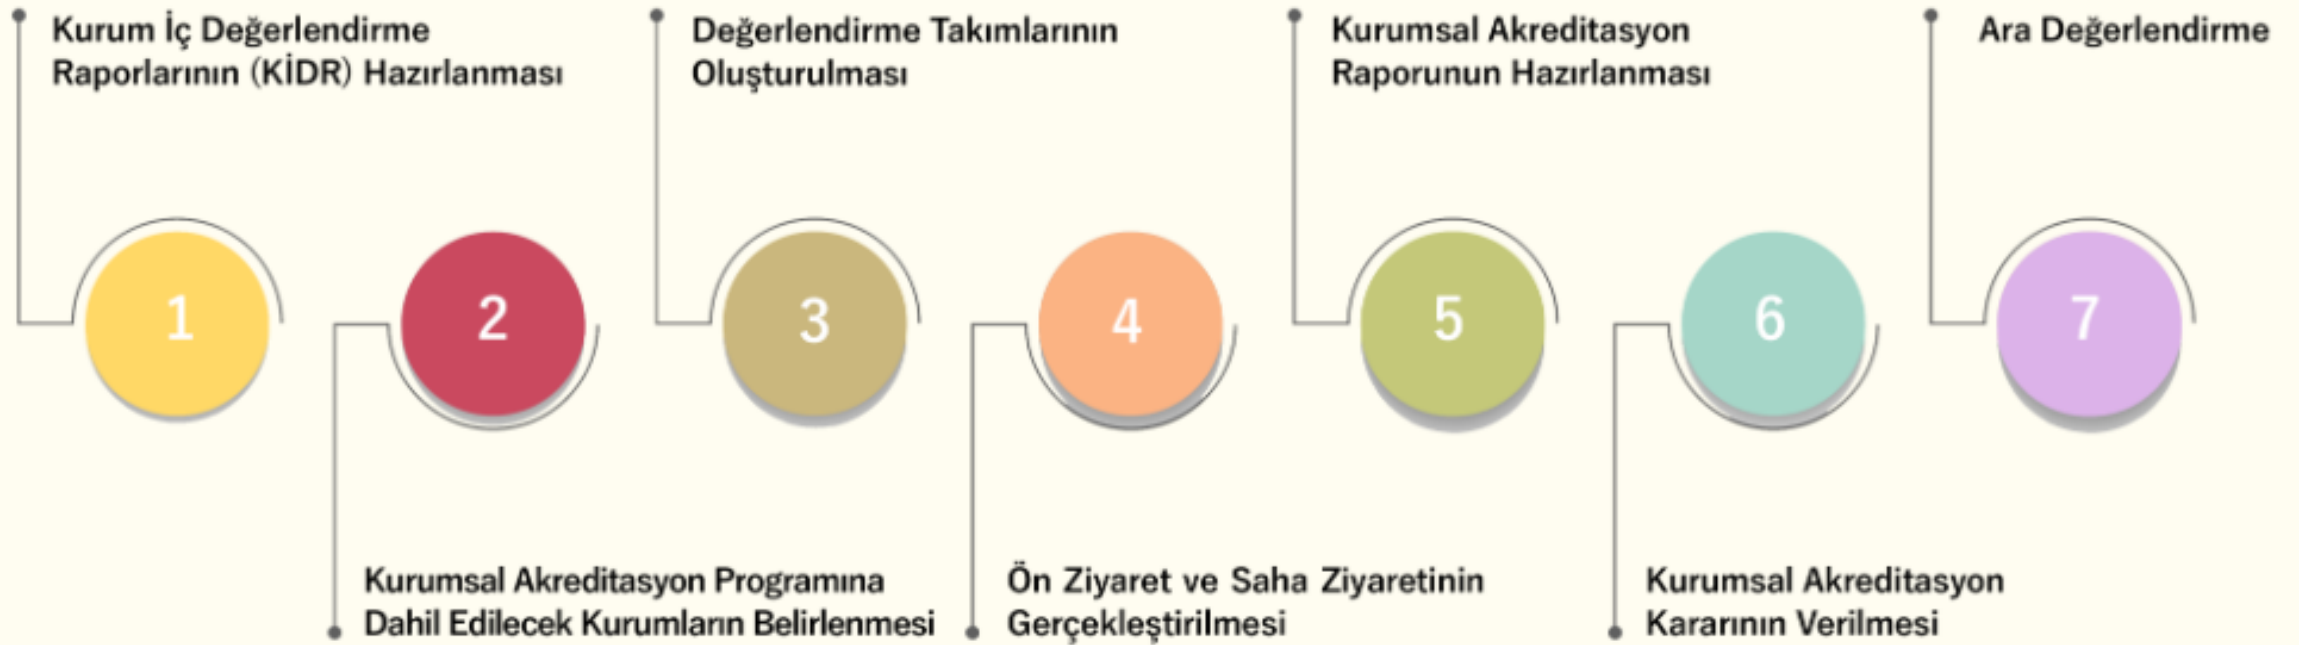 Kurum İç Değerlendirme
Raporlarının (KİDR) Hazırlanması
Değerlendirme Takımlarının
Oluşturulması
Kurumsal Akreditasyon
Raporunun Hazırlanması
Ara Değerlendirme
1
2
3
4
5
6
7
Kurumsal Akreditasyon Programına
Dahil Edilecek Kurumların Belirlenmesi
Ön Ziyaret ve Saha Ziyaretinin
Gerçekleştirilmesi
Kurumsal Akreditasyon
Kararının Verilmesi